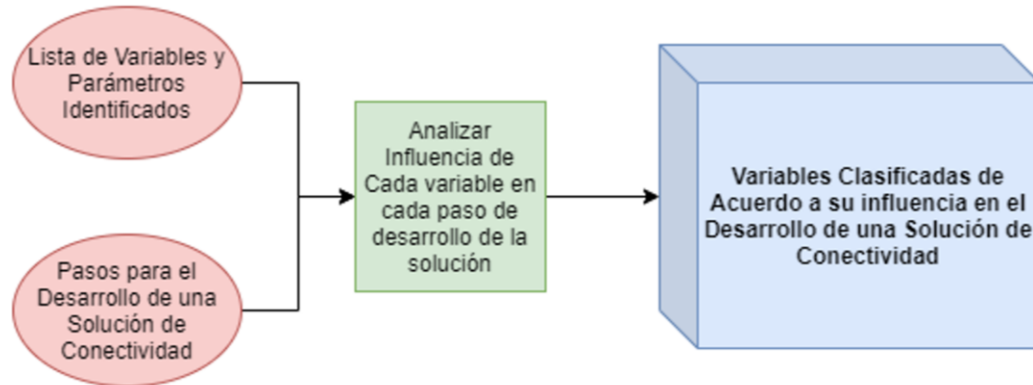 Lista de Variables y
Parámetros
Identificados
Analizar
Influencia de
Cada variable en
cada paso de
desarrollo de la
solución
Variables Clasificadas de
Acuerdo a su influencia en el
Desarrollo de una Solución de
Conectividad
Pasos para el
Desarrollo de una
Solución de
Conectividad